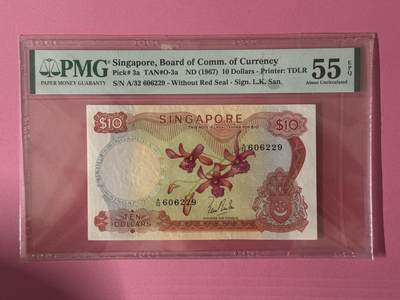 PMG
PAPER MONEY GUARANTY
Singapore, Board of Comm. of Currency
Pick# 3a TAN#O-3a ND (1967) 10 Dollars - Printer: TDLR
S/N A/32 606229 - Without Red Seal - Sign. L.K. San.
55 EPQ
About Uncirculated
SINGAPORE
$10
$10
A/32 606229
A/32 606229
TEN
DOLLARS